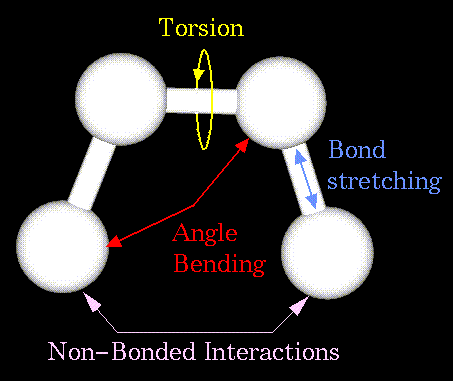 Torsion
Bond
stretching
Angle
Bending
Non-Bonded Interactions